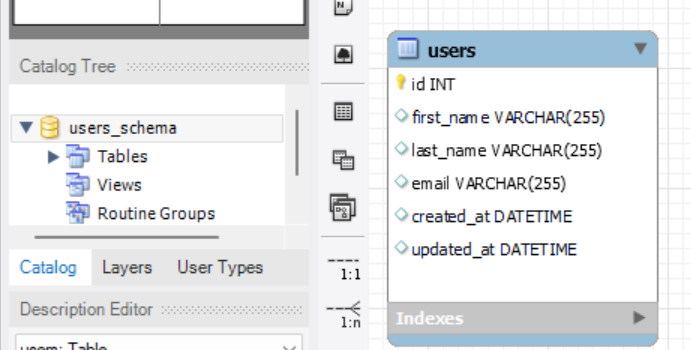 Catalog Tree
users_schema
Tables
Views
Routine Groups
Catalog Layers User Types
Description Editor
users: Table
N
1:1
1:n
users
id INT
first_name VARCHAR(255)
last_name VARCHAR(255)
email VARCHAR(255)
created_at DATETIME
updated_at DATETIME
Indexes